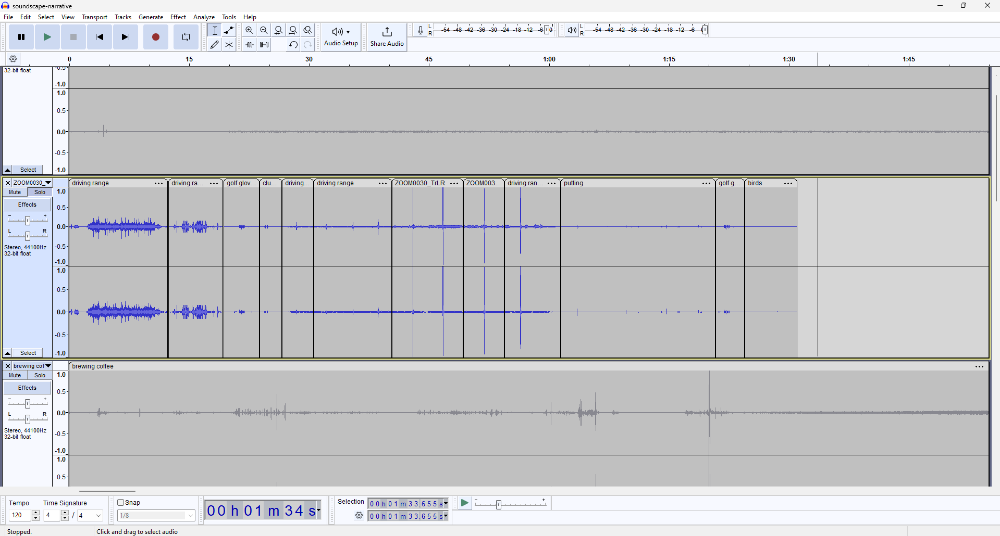 soundscape-narrative
File Edit Select View Transport Tracks Generate Effect Analyze Tools Help
Audio Setup
Share Audio
L
R
-54 -48 -42 -36 -30 -24 -18 -12 -6 0
L
R
-54 -48 -42 -36 -30 -24 -18 -12 -6 0
0 15 30 45 1:00 1:15 1:30 1:45
32-bit float
-0.5
-1.0
1.0
0.5
0.0
-0.5
-1.0
Select
ZOOM0030_
driving range ... driving ra... ... golf glov... clu... driving... driving range ... ZOOM0030_TrLR ... ZOOM003... driving ran... ... putting ... golf g... birds ...
Mute Solo
Effects
- +
L R
Stereo, 44100Hz
32-bit float
1.0
0.5
0.0
-0.5
-1.0
1.0
0.5
0.0
-0.5
-1.0
Select
brewing cof
brewing coffee ...
Mute Solo
Effects
- +
L R
Stereo, 44100Hz
32-bit float
1.0
0.5
0.0
-0.5
-1.0
1.0
0.5
Tempo
120
Time Signature
4 / 4
Snap
1/8
00 h 01 m 34 s
Selection
00 h 01 m 33.655 s
00 h 01 m 33.655 s
- +
Stopped.
Click and drag to select audio